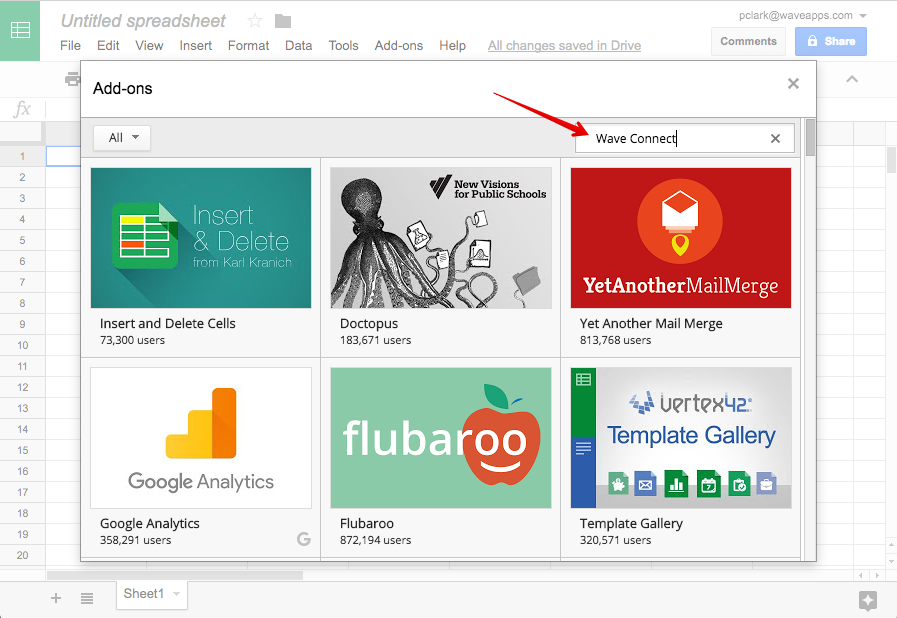 Untitled spreadsheet
pclark@waveapps.com
File Edit View Insert Format Data Tools Add-ons Help All changes saved in Drive
Comments
Share
Add-ons
fx
All
Wave Connect
1
2
3
4
5
6
7
8
9
10
11
12
13
14
15
16
17
18
19
20
Insert
& Delete
from Karl Kranich
Insert and Delete Cells
73,300 users
New Visions
for Public Schools
Doctopus
183,671 users
YetAnotherMailMerge
Yet Another Mail Merge
813,768 users
Google Analytics
Google Analytics
358,291 users
G
flubaroo
Flubaroo
872,194 users
vertex42
Template Gallery
7
Template Gallery
320,571 users
Sheet1